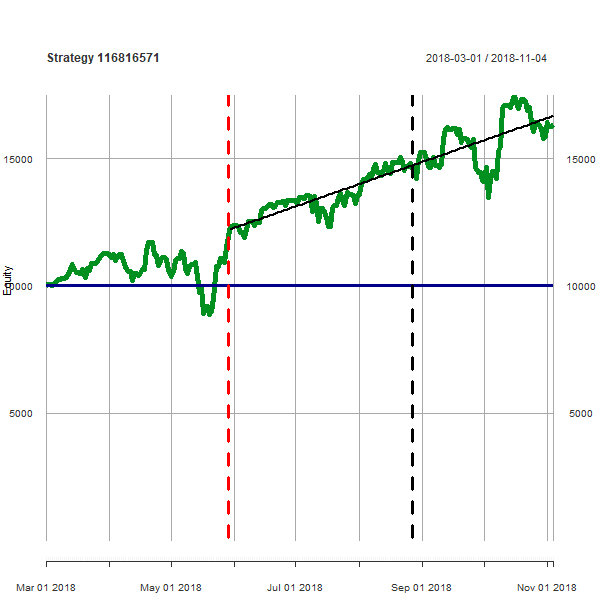 Strategy 116816571
2018-03-01 / 2018-11-04
15000
15000
Equity
10000
10000
5000
5000
Mar 01 2018
May 01 2018
Jul 01 2018
Sep 01 2018
Nov 01 2018